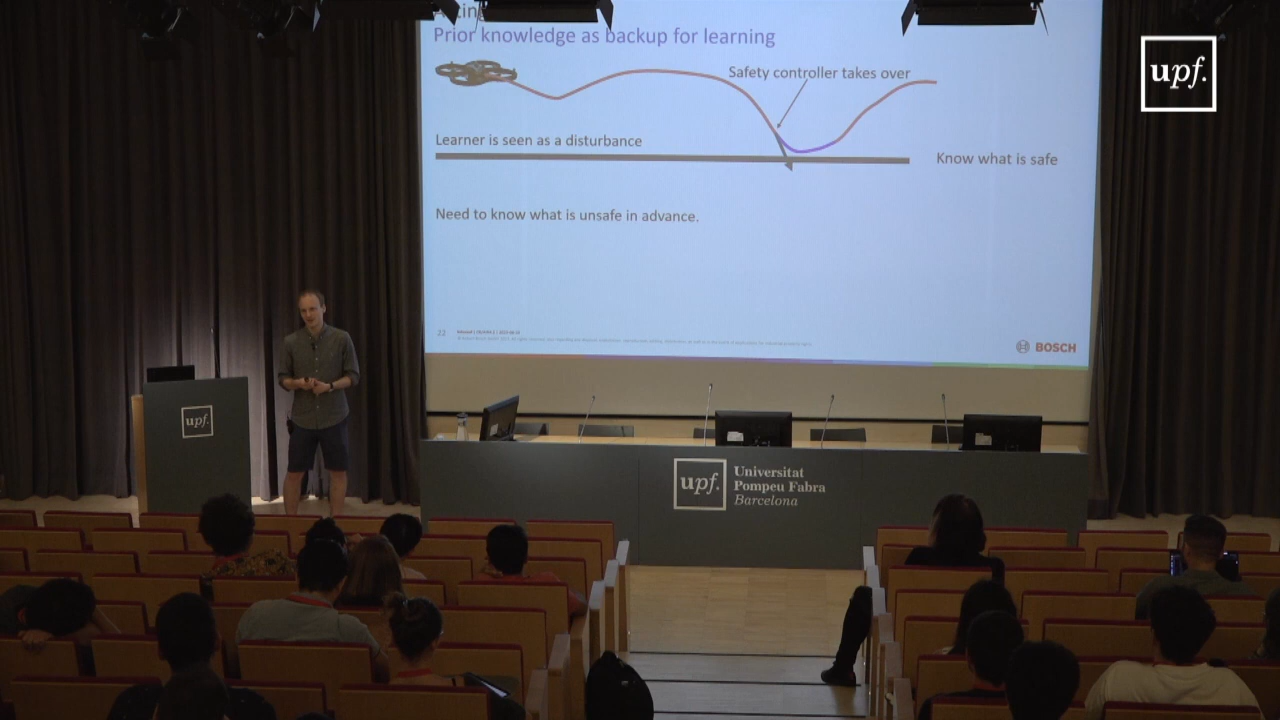 Prior knowledge as backup for learning
Safety controller takes over
Learner is seen as a disturbance
Know what is safe
Need to know what is unsafe in advance.
22
BOSCH
upf.
upf.
upf.
Universitat
Pompeu Fabra
Barcelona